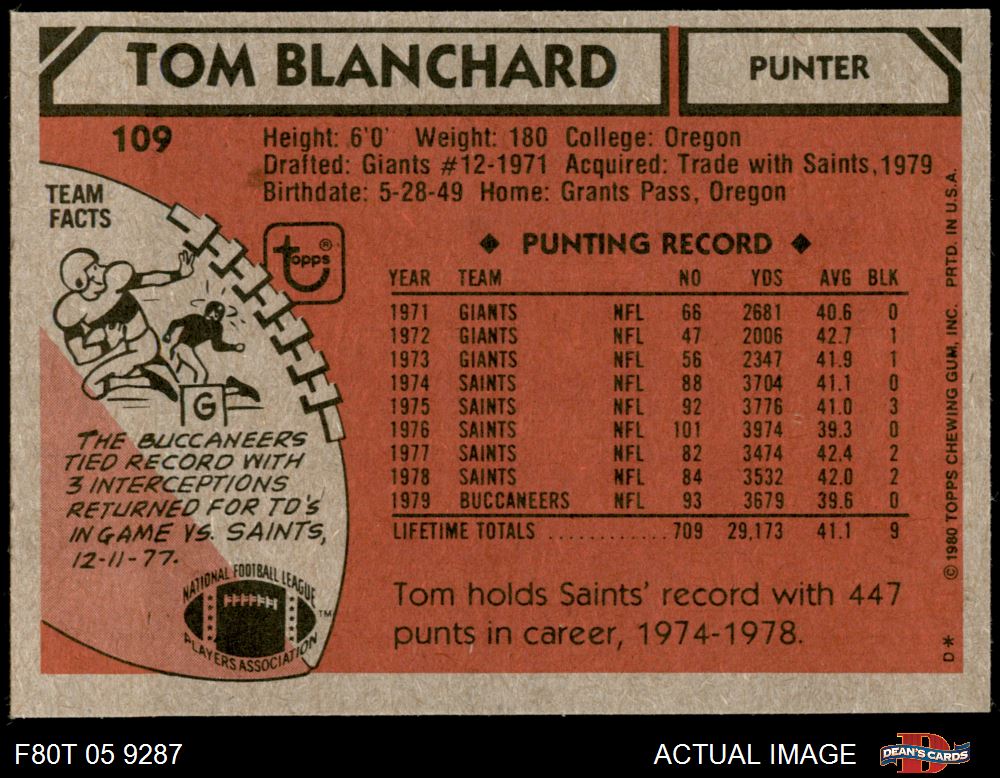 TOM BLANCHARD
PUNTER
109
Height: 6'0' Weight: 180 College: Oregon
Drafted: Giants #12-1971 Acquired: Trade with Saints, 1979
Birthdate: 5-28-49 Home: Grants Pass, Oregon
TEAM
FACTS
topps®
◆ PUNTING RECORD ◆
YEAR TEAM NO YDS AVG BLK
1971 GIANTS NFL 66 2681 40.6 0
1972 GIANTS NFL 47 2006 42.7 1
1973 GIANTS NFL 56 2347 41.9 1
1974 SAINTS NFL 88 3704 41.1 0
1975 SAINTS NFL 92 3776 41.0 3
1976 SAINTS NFL 101 3974 39.3 0
1977 SAINTS NFL 82 3474 42.4 2
1978 SAINTS NFL 84 3532 42.0 2
1979 BUCCANEERS NFL 93 3679 39.6 0
LIFETIME TOTALS ............ 709 29,173 41.1 9
G
THE BUCCANEERS
TIED RECORD WITH
3 INTERCEPTIONS
RETURNED FOR TD'S
IN GAME VS. SAINTS,
12-11-77.
NATIONAL FOOTBALL LEAGUE
PLAYERS ASSOCIATION
TM
Tom holds Saints' record with 447
punts in career, 1974-1978.
D* © 1980 TOPPS CHEWING GUM, INC. PRTD. IN U.S.A.
F80T 05 9287
ACTUAL IMAGE
D
DEAN'S CARDS